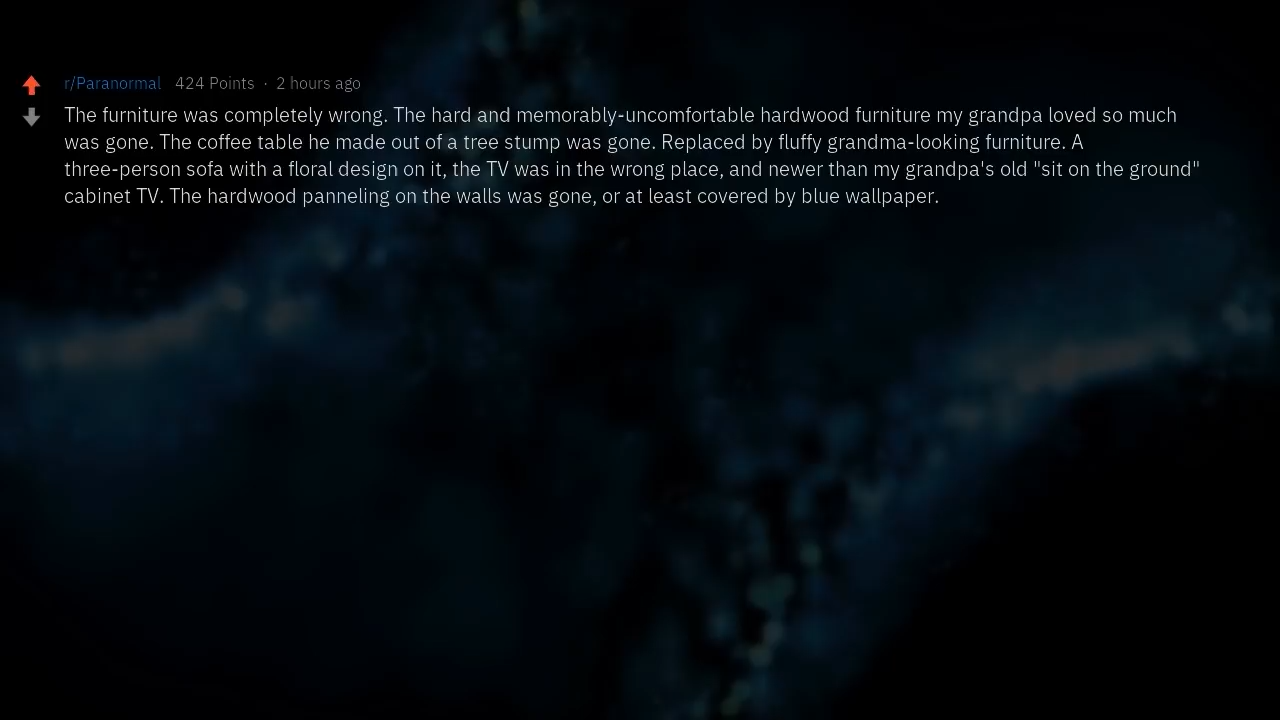 r/Paranormal 424 Points · 2 hours ago
The furniture was completely wrong. The hard and memorably-uncomfortable hardwood furniture my grandpa loved so much
was gone. The coffee table he made out of a tree stump was gone. Replaced by fluffy grandma-looking furniture. A
three-person sofa with a floral design on it, the TV was in the wrong place, and newer than my grandpa's old "sit on the ground"
cabinet TV. The hardwood panneling on the walls was gone, or at least covered by blue wallpaper.